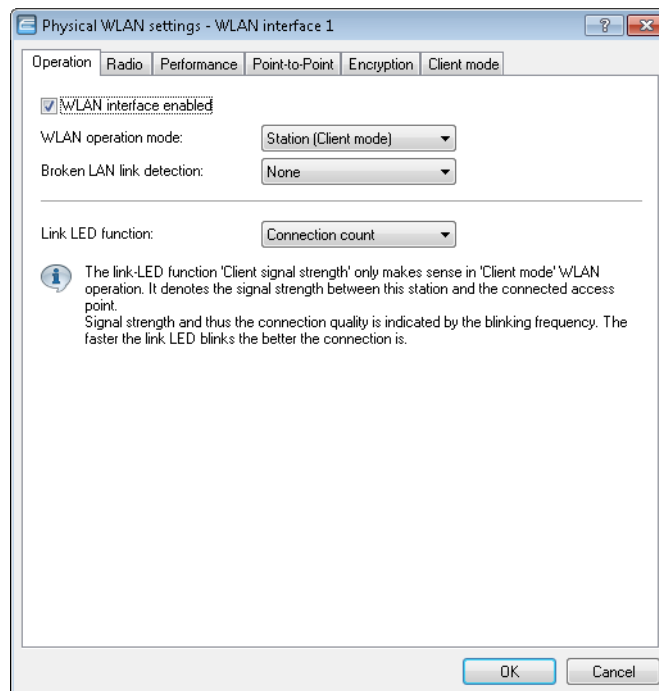 Physical WLAN settings - WLAN interface 1
Operation Radio Performance Point-to-Point Encryption Client mode
WLAN interface enabled
WLAN operation mode: Station (Client mode)
Broken LAN link detection: None
Link LED function: Connection count
The link-LED function 'Client signal strength' only makes sense in 'Client mode' WLAN
operation. It denotes the signal strength between this station and the connected access
point.
Signal strength and thus the connection quality is indicated by the blinking frequency. The
faster the link LED blinks the better the connection is.
OK Cancel